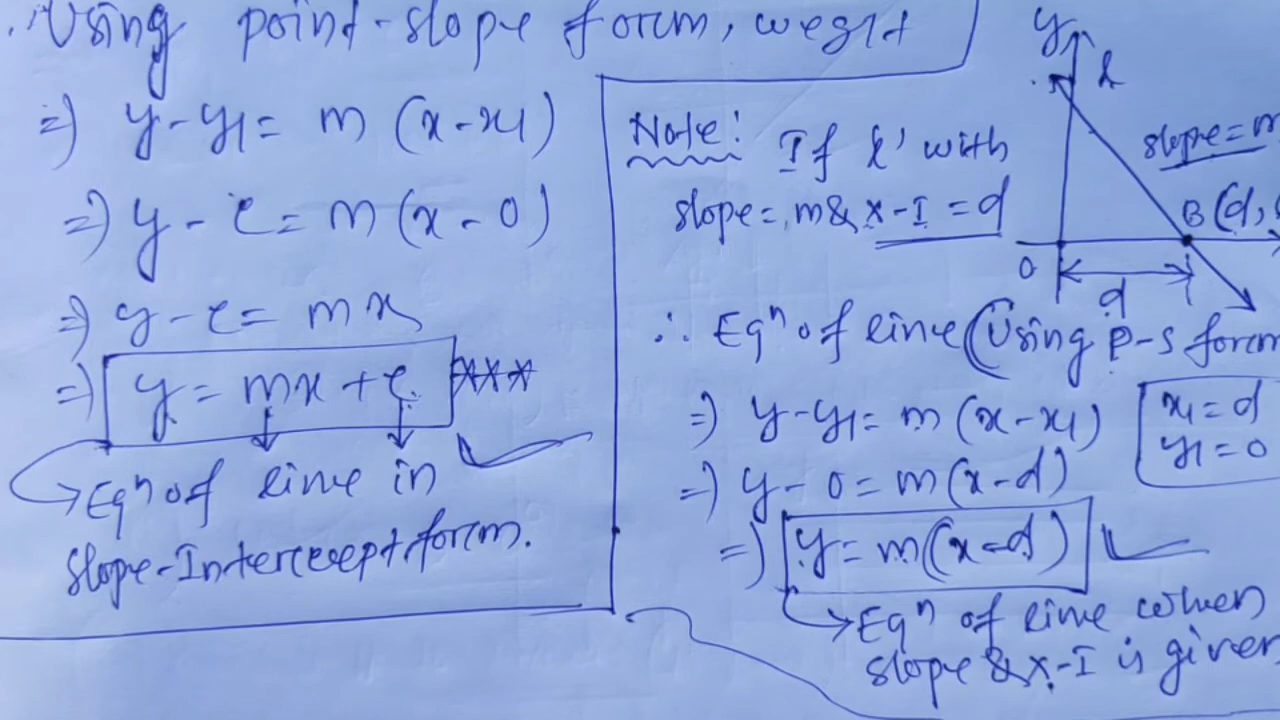 ∴ Using point-slope form, we get
⇒ y - y1 = m (x - x1)
⇒ y - c = m (x - 0)
⇒ y - c = mx
⇒ y = mx + c ***
→ Eqⁿ of line in
slope-Intercept form.
Note: If l with
slope = m & x-I = d
y
l
slope = m
B (d,
O
d
∴ Eqⁿ of line (Using P-S form
⇒ y - y1 = m (x - x1)
x1 = d
y1 = 0
⇒ y - 0 = m (x - d)
⇒ y = m(x - d)
→ Eqⁿ of line when
slope & x-I is given.